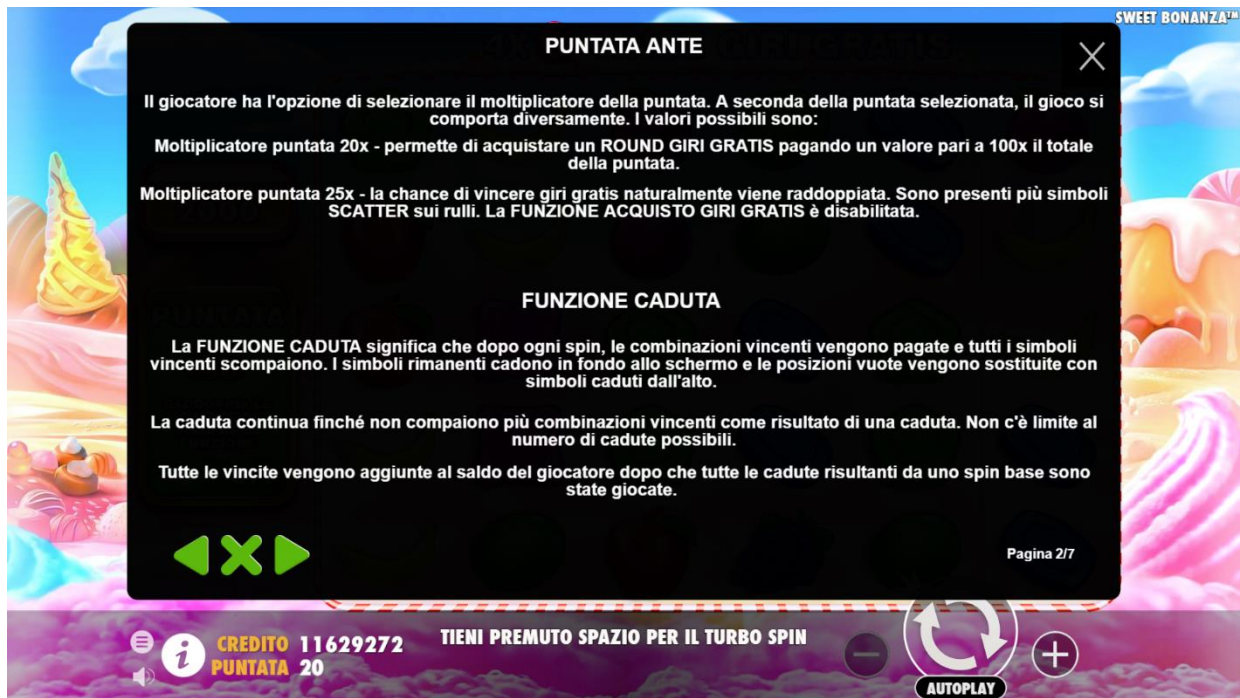 SWEET BONANZA™
PUNTATA ANTE
Il giocatore ha l'opzione di selezionare il moltiplicatore della puntata. A seconda della puntata selezionata, il gioco si
comporta diversamente. I valori possibili sono:
Moltiplicatore puntata 20x - permette di acquistare un ROUND GIRI GRATIS pagando un valore pari a 100x il totale
della puntata.
Moltiplicatore puntata 25x - la chance di vincere giri gratis naturalmente viene raddoppiata. Sono presenti più simboli
SCATTER sui rulli. La FUNZIONE ACQUISTO GIRI GRATIS è disabilitata.
FUNZIONE CADUTA
La FUNZIONE CADUTA significa che dopo ogni spin, le combinazioni vincenti vengono pagate e tutti i simboli
vincenti scompaiono. I simboli rimanenti cadono in fondo allo schermo e le posizioni vuote vengono sostituite con
simboli caduti dall'alto.
La caduta continua finché non compaiono più combinazioni vincenti come risultato di una caduta. Non c'è limite al
numero di cadute possibili.
Tutte le vincite vengono aggiunte al saldo del giocatore dopo che tutte le cadute risultanti da uno spin base sono
state giocate.
Pagina 2/7
CREDITO 11629272
PUNTATA 20
TIENI PREMUTO SPAZIO PER IL TURBO SPIN
AUTOPLAY